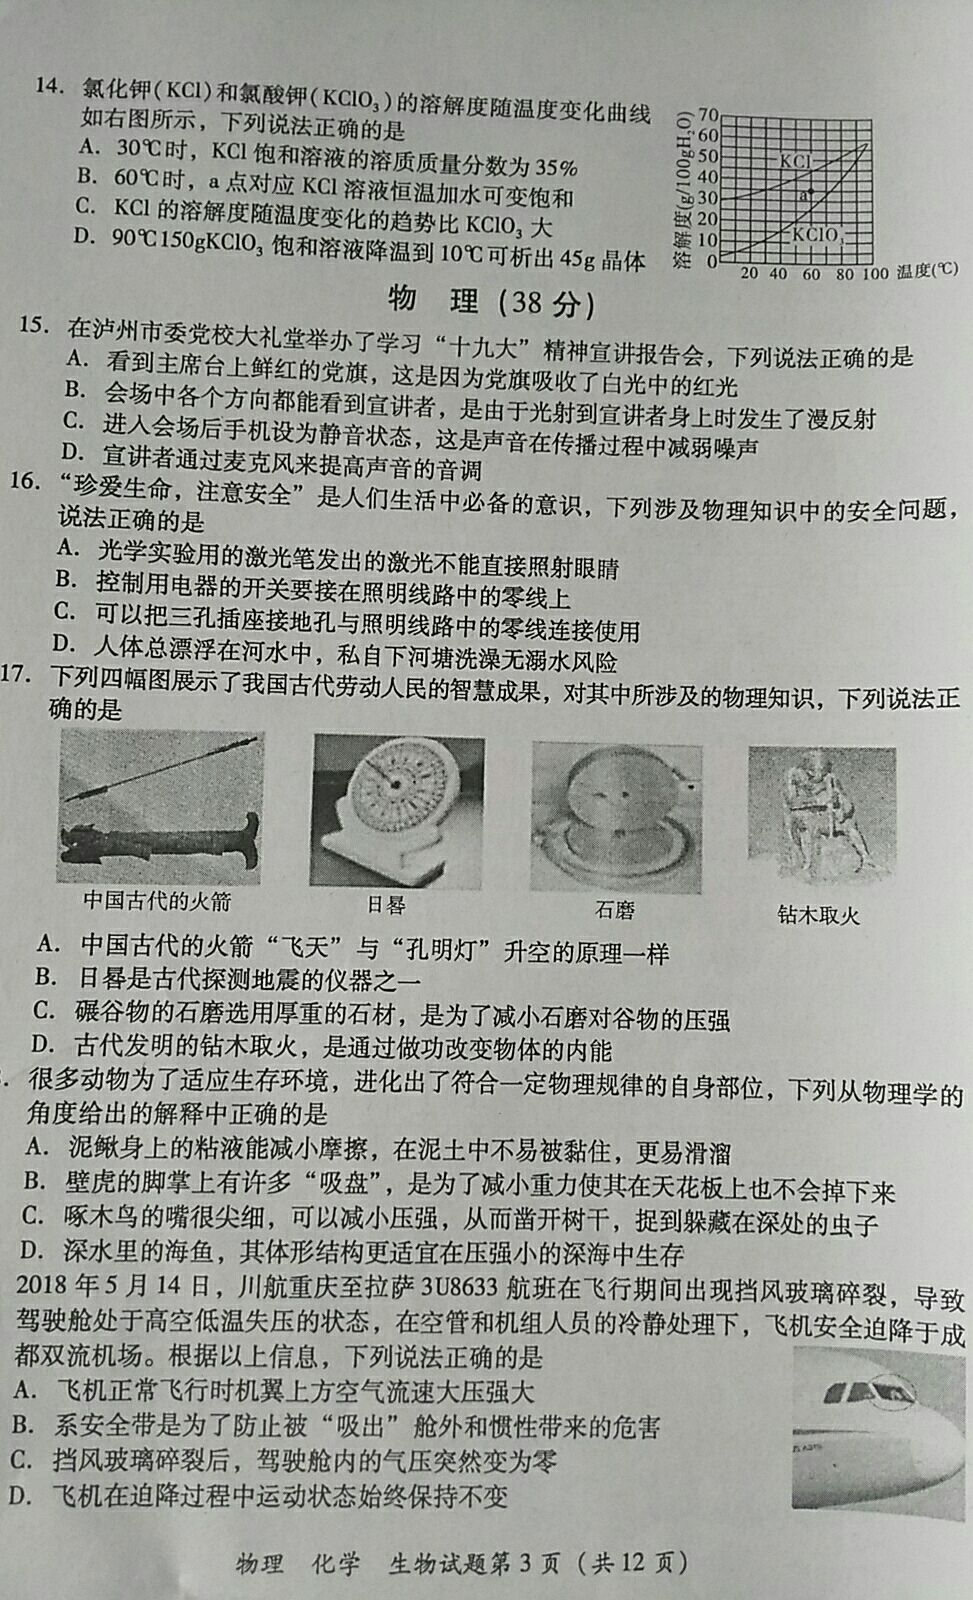 14. 氯化钾(KCl)和氯酸钾(KClO₃)的溶解度随温度变化曲线
如右图所示，下列说法正确的是
A. 30℃时，KCl饱和溶液的溶质质量分数为35%
B. 60℃时，a点对应KCl溶液恒温加水可变饱和
C. KCl的溶解度随温度变化的趋势比KClO₃大
D. 90℃150gKClO₃饱和溶液降温到10℃可析出45g晶体
溶解度(g/100gH₂O)
70
60
50
40
30
20
10
0
KCl
a
KClO₃
20 40 60 80 100 温度(℃)
物 理(38分)
15. 在泸州市委党校大礼堂举办了学习“十九大”精神宣讲报告会，下列说法正确的是
A. 看到主席台上鲜红的党旗，这是因为党旗吸收了白光中的红光
B. 会场中各个方向都能看到宣讲者，是由于光射到宣讲者身上时发生了漫反射
C. 进入会场后手机设为静音状态，这是声音在传播过程中减弱噪声
D. 宣讲者通过麦克风来提高声音的音调
16. “珍爱生命，注意安全”是人们生活中必备的意识，下列涉及物理知识中的安全问题，
说法正确的是
A. 光学实验用的激光笔发出的激光不能直接照射眼睛
B. 控制用电器的开关要接在照明线路中的零线上
C. 可以把三孔插座接地孔与照明线路中的零线连接使用
D. 人体总漂浮在河水中，私自下河塘洗澡无溺水风险
17. 下列四幅图展示了我国古代劳动人民的智慧成果，对其中所涉及的物理知识，下列说法正
确的是
中国古代的火箭 日晷 石磨 钻木取火
A. 中国古代的火箭“飞天”与“孔明灯”升空的原理一样
B. 日晷是古代探测地震的仪器之一
C. 碾谷物的石磨选用厚重的石材，是为了减小石磨对谷物的压强
D. 古代发明的钻木取火，是通过做功改变物体的内能
. 很多动物为了适应生存环境，进化出了符合一定物理规律的自身部位，下列从物理学的
角度给出的解释中正确的是
A. 泥鳅身上的粘液能减小摩擦，在泥土中不易被黏住，更易滑溜
B. 壁虎的脚掌上有许多“吸盘”，是为了减小重力使其在天花板上也不会掉下来
C. 啄木鸟的嘴很尖细，可以减小压强，从而凿开树干，捉到躲藏在深处的虫子
D. 深水里的海鱼，其体形结构更适宜在压强小的深海中生存
2018年5月14日，川航重庆至拉萨3U8633航班在飞行期间出现挡风玻璃碎裂，导致
驾驶舱处于高空低温失压的状态，在空管和机组人员的冷静处理下，飞机安全迫降于成
都双流机场。根据以上信息，下列说法正确的是
A. 飞机正常飞行时机翼上方空气流速大压强大
B. 系安全带是为了防止被“吸出”舱外和惯性带来的危害
C. 挡风玻璃碎裂后，驾驶舱内的气压突然变为零
D. 飞机在迫降过程中运动状态始终保持不变
物理 化学 生物试题第3页（共12页）